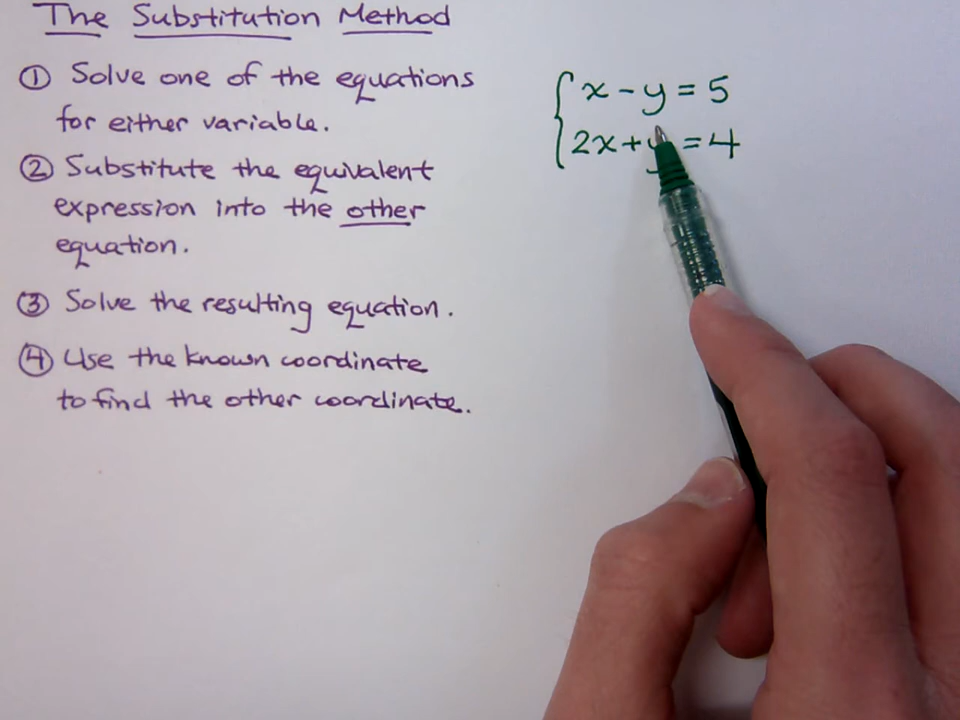 The Substitution Method
① Solve one of the equations
for either variable.
② Substitute the equivalent
expression into the other
equation.
③ Solve the resulting equation.
④ Use the known coordinate
to find the other coordinate.
x - y = 5
2x + y = 4